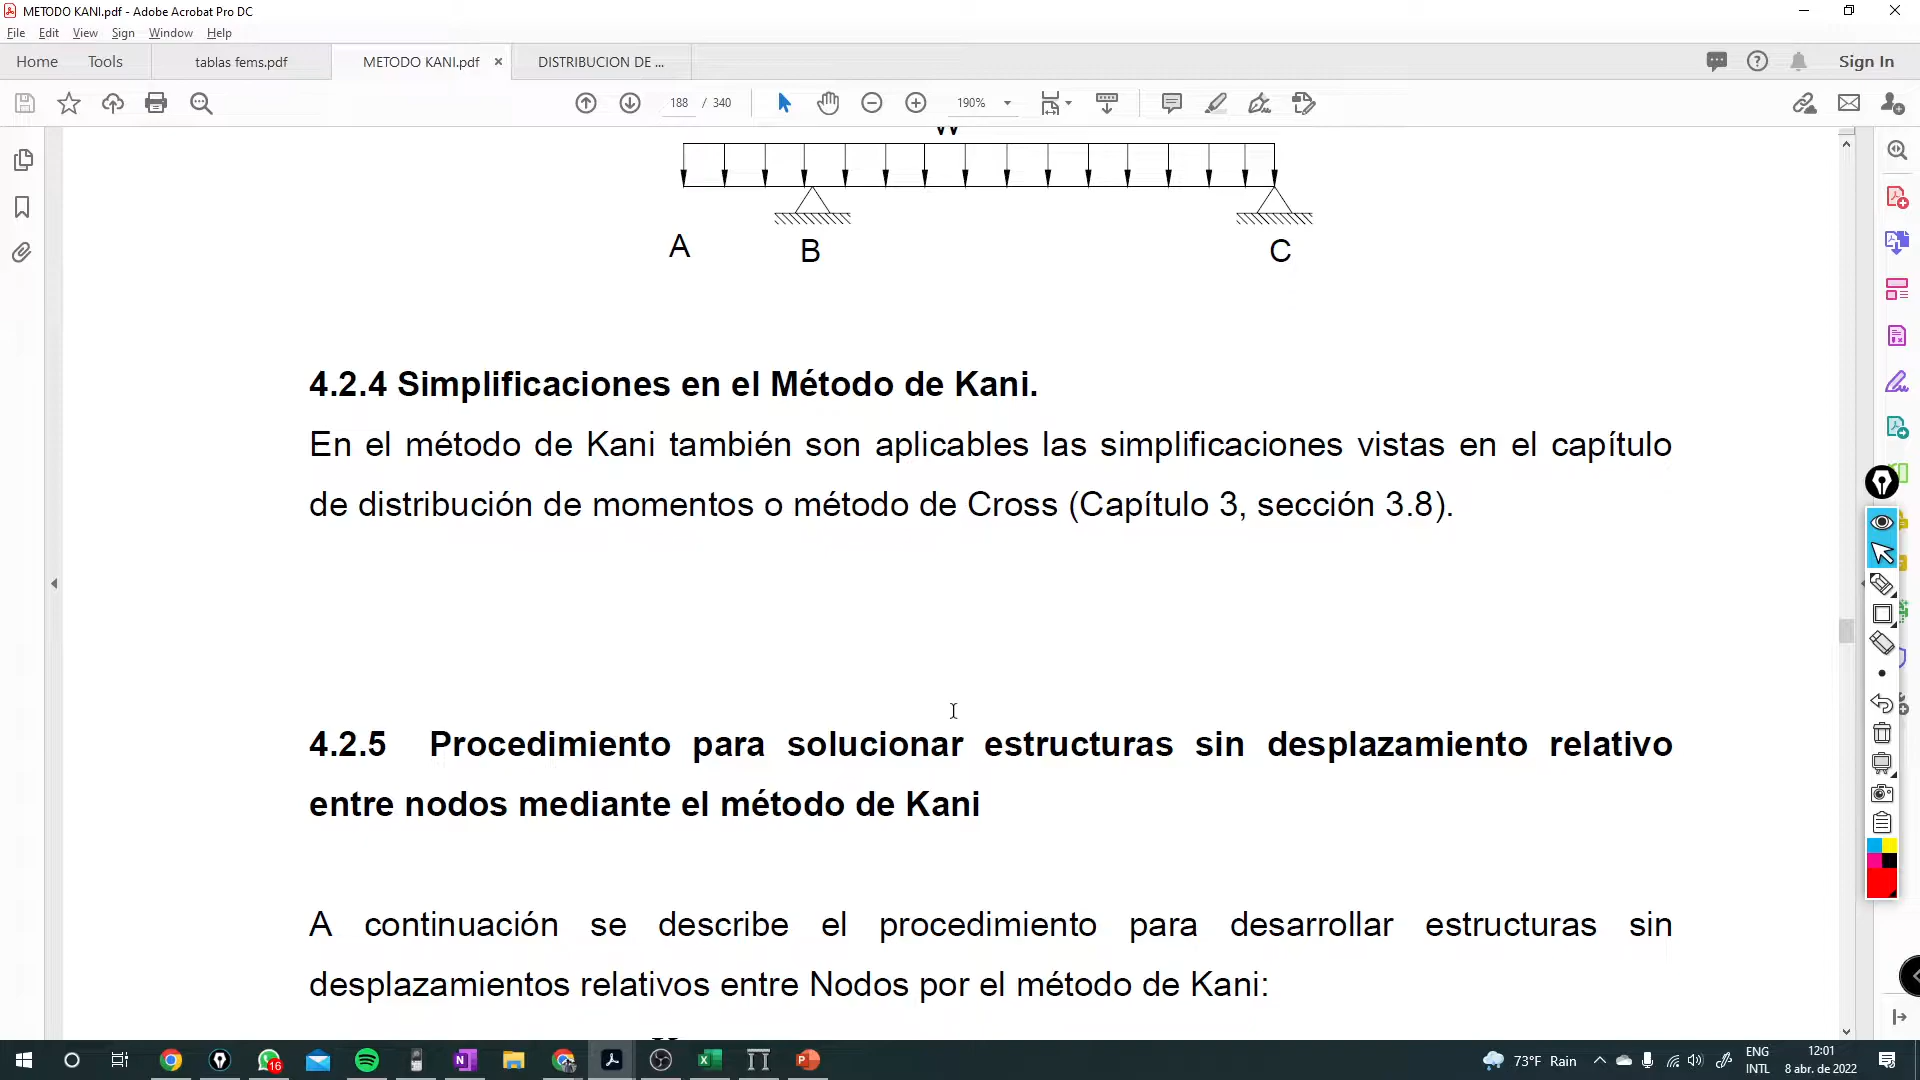 METODO KANI.pdf - Adobe Acrobat Pro DC
File Edit View Sign Window Help
Home Tools tablas fems.pdf METODO KANI.pdf × DISTRIBUCION DE ... Sign In
188 / 340 190%
W
A B C
4.2.4 Simplificaciones en el Método de Kani.
En el método de Kani también son aplicables las simplificaciones vistas en el capítulo
de distribución de momentos o método de Cross (Capítulo 3, sección 3.8).
4.2.5 Procedimiento para solucionar estructuras sin desplazamiento relativo
entre nodos mediante el método de Kani
A continuación se describe el procedimiento para desarrollar estructuras sin
desplazamientos relativos entre Nodos por el método de Kani:
16
73°F Rain
ENG
INTL
12:01
8 abr. de 2022